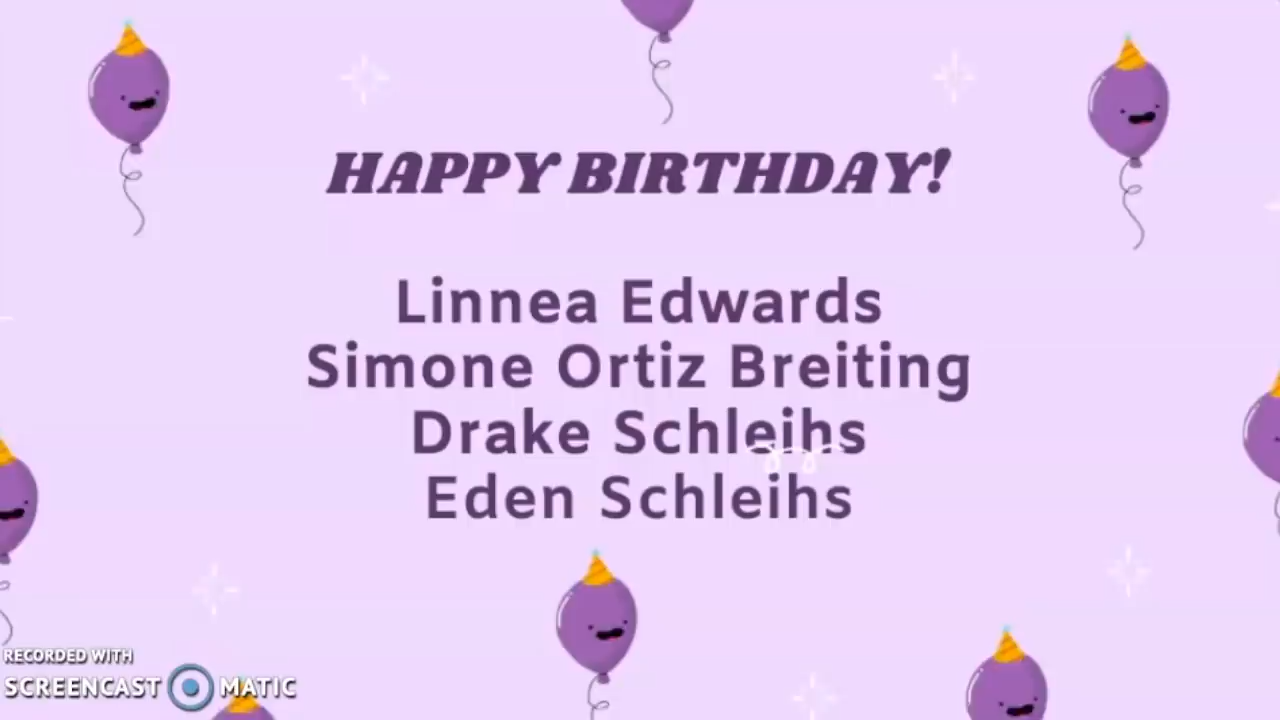 HAPPY BIRTHDAY!
Linnea Edwards
Simone Ortiz Breiting
Drake Schleihs
Eden Schleihs
RECORDED WITH
SCREENCAST MATIC